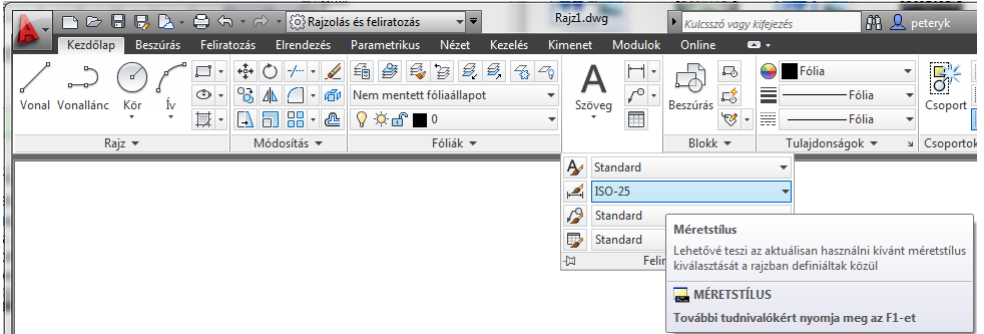 Rajzolás és feliratozás
Rajz1.dwg
Kulcsszó vagy kifejezés
peteryk
Kezdőlap Beszúrás Feliratozás Elrendezés Parametrikus Nézet Kezelés Kimenet Modulok Online
Vonal Vonallánc Kör Ív
Nem mentett fóliaállapot
0
Szöveg
Beszúrás
Fólia
Fólia
Fólia
Csoport
Rajz Módosítás Fóliák Blokk Tulajdonságok Csoportok
Standard
ISO-25
Standard
Standard
Felir
Méretstílus
Lehetővé teszi az aktuálisan használni kívánt méretstílus
kiválasztását a rajzban definiáltak közül
MÉRETSTÍLUS
További tudnivalókért nyomja meg az F1-et